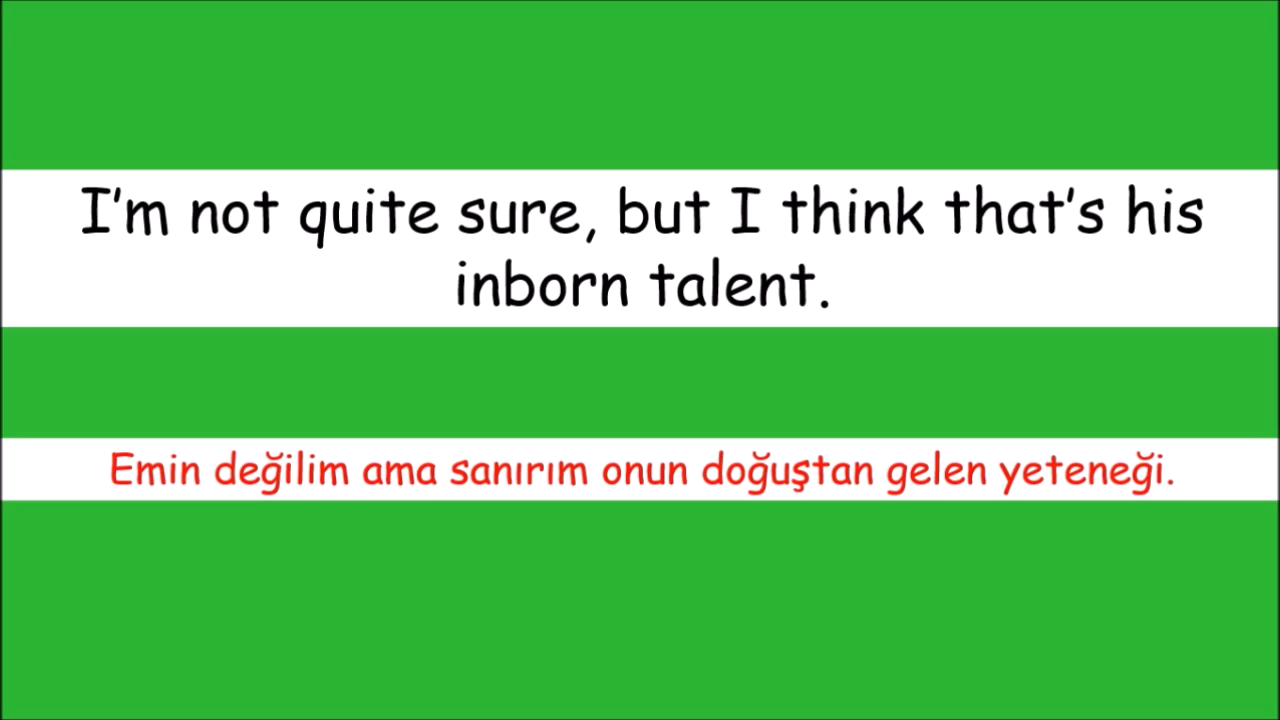 I'm not quite sure, but I think that's his
inborn talent.
Emin değilim ama sanırım onun doğuştan gelen yeteneği.